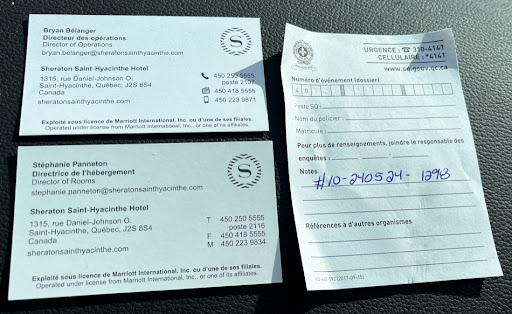 Bryan Bélanger
Directeur des opérations
Director of Operations
bryan.belanger@sheratonsainthyacinthe.com
S
Sheraton Saint-Hyacinthe Hotel
1315, rue Daniel-Johnson O.
Saint-Hyacinthe, Québec, J2S 8S4
Canada
sheratonsainthyacinthe.com
450 250 5555
poste 2107
450 418 5555
450 223 9871
Exploité sous licence de Marriott International, Inc. ou d'une de ses filiales.
Operated under license from Marriott International, Inc., or one of its affiliates.
Stéphanie Panneton
Directrice de l'hébergement
Director of Rooms
stephanie.panneton@sheratonsainthyacinthe.com
S
Sheraton Saint-Hyacinthe Hotel
1315, rue Daniel-Johnson O.
Saint-Hyacinthe, Québec, J2S 8S4
Canada
sheratonsainthyacinthe.com
T 450 250 5555
poste 2116
F 450 418 5555
M 450 223 9834
Exploité sous licence de Marriott International, Inc. ou d'une de ses filiales.
Operated under license from Marriott International, Inc., or one of its affiliates.
URGENCE : 310-4141
CELLULAIRE : *4141
www.sq.gouv.qc.ca
Numéro d'événement (dossier)
Poste SQ :
Nom du policier :
Matricule :
Pour plus de renseignements, joindre le responsable des
enquêtes :
Notes
#10-240524-1298
Références à d'autres organismes